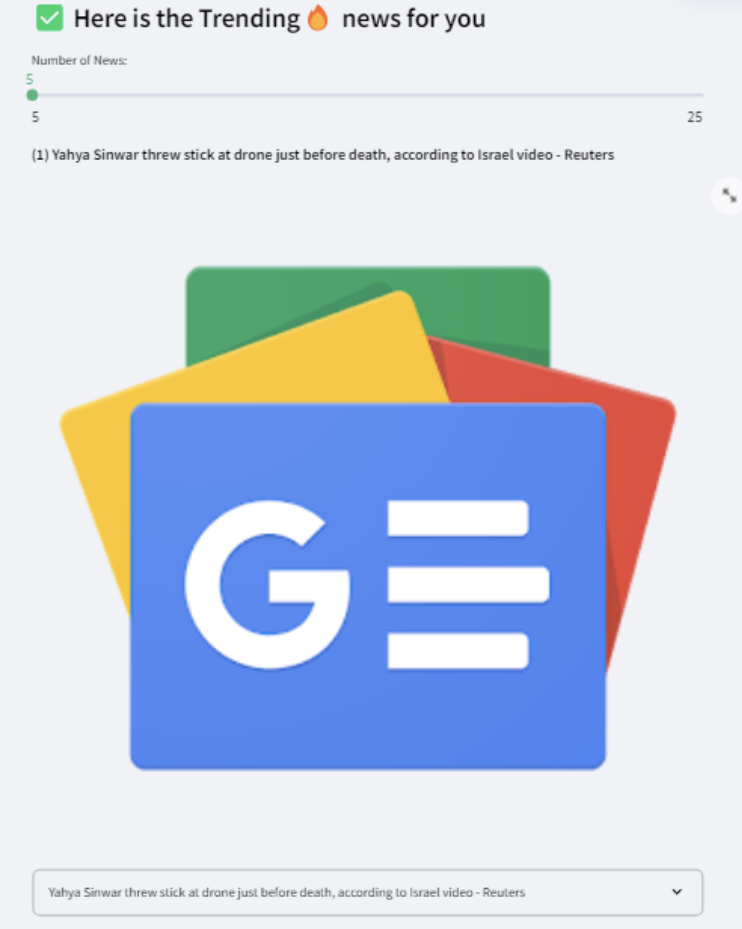 ✅ Here is the Trending🔥 news for you
Number of News:
5
5 25
(1) Yahya Sinwar threw stick at drone just before death, according to Israel video - Reuters
G
Yahya Sinwar threw stick at drone just before death, according to Israel video - Reuters